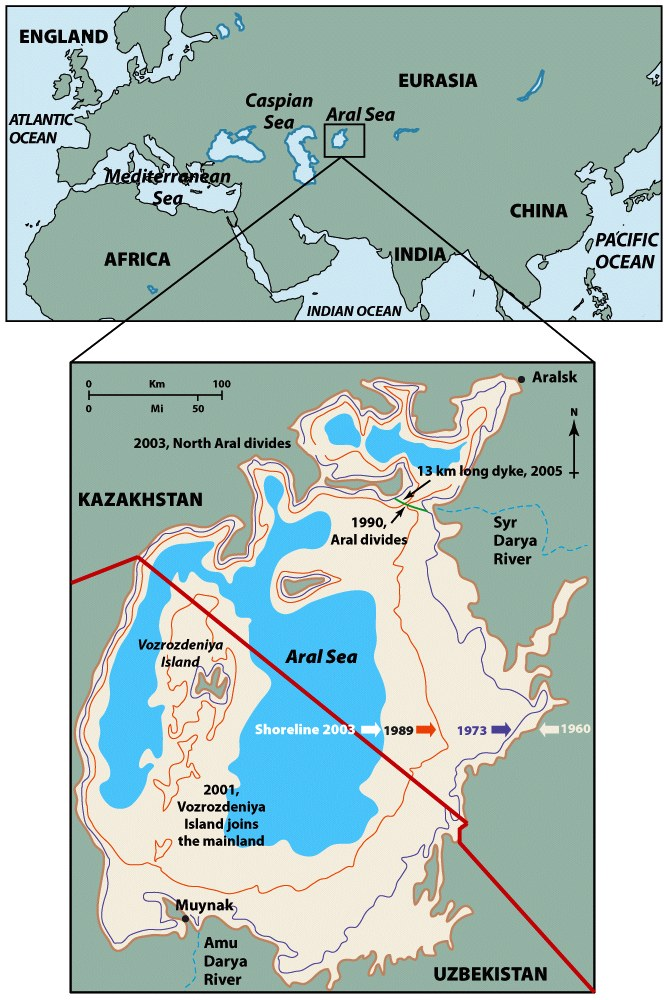 ENGLAND
EURASIA
Caspian
Sea
Aral Sea
ATLANTIC
OCEAN
Mediterranean
Sea
CHINA
PACIFIC
OCEAN
AFRICA
INDIA
INDIAN OCEAN
Aralsk
0 Km 100
0 Mi 50
N
2003, North Aral divides
13 km long dyke, 2005
KAZAKHSTAN
1990,
Aral divides
Syr
Darya
River
Vozrozdeniya
Island
Aral Sea
Shoreline 2003 1989 1973 1960
2001,
Vozrozdeniya
Island joins
the mainland
Muynak
Amu
Darya
River
UZBEKISTAN